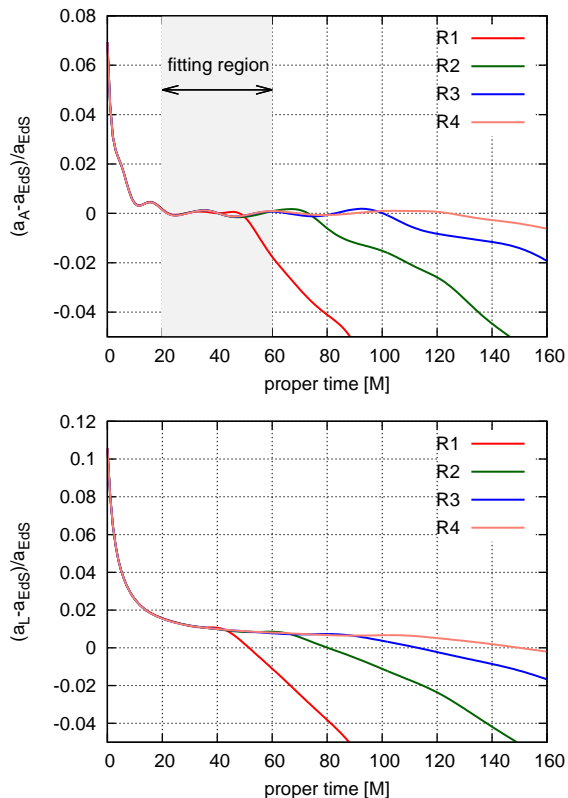 0.08
0.06
0.04
0.02
0
-0.02
-0.04
(a_A-a_EdS)/a_EdS
fitting region
R1
R2
R3
R4
0 20 40 60 80 100 120 140 160
proper time [M]
0.12
0.1
0.08
0.06
0.04
0.02
0
-0.02
-0.04
(a_L-a_EdS)/a_EdS
R1
R2
R3
R4
0 20 40 60 80 100 120 140 160
proper time [M]